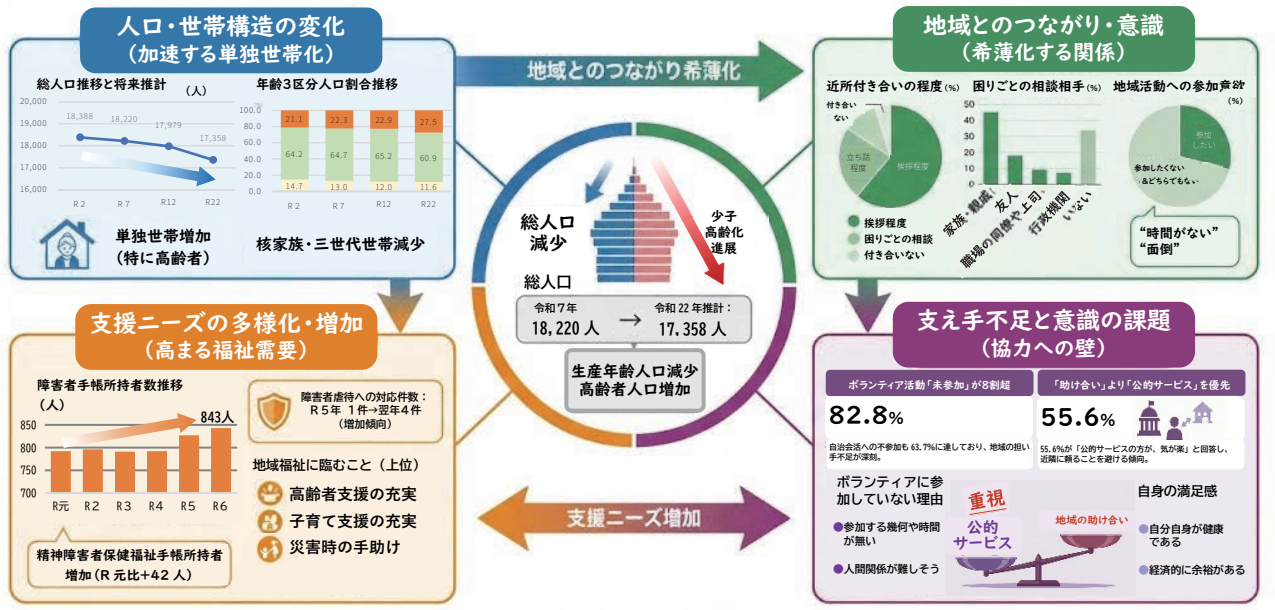 人口・世帯構造の変化
（加速する単独世帯化）
総人口推移と将来推計
（人）
20,000
19,000
18,000
17,000
16,000
18,388
18,220
17,979
17,358
R2
R7
R12
R22
年齢3区分人口割合推移
(%)
100.0
80.0
60.0
40.0
20.0
0.0
21.1
22.3
22.9
27.5
64.2
64.7
65.2
60.9
14.7
13.0
12.0
11.6
R2
R7
R12
R22
単独世帯増加
（特に高齢者）
核家族・三世代世帯減少
地域とのつながり希薄化
地域とのつながり・意識
（希薄化する関係）
近所付き合いの程度(%)
付き合い
ない
立ち話
程度
挨拶程度
挨拶程度
困りごとの相談
付き合いない
困りごとの相談相手(%)
50
40
30
20
10
0
家族・親戚
友人
職場の同僚や上司
行政機関
いない
地域活動への参加意欲
(%)
参加
したい
参加したくない
&どちらでもない
“時間がない”
“面倒”
総人口
減少
少子
高齢化
進展
総人口
令和7年
18,220人
→
令和22年推計：
17,358人
生産年齢人口減少
高齢者人口増加
支援ニーズの多様化・増加
（高まる福祉需要）
障害者手帳所持者数推移
（人）
850
800
750
700
843人
R元
R2
R3
R4
R5
R6
精神障害者保健福祉手帳所持者
増加（R元比+42人）
障害者虐待への対応件数：
R5年 1件→翌年4件
（増加傾向）
地域福祉に臨むこと（上位）
高齢者支援の充実
子育て支援の充実
災害時の手助け
支援ニーズ増加
支え手不足と意識の課題
（協力への壁）
ボランティア活動「未参加」が8割超
82.8%
自治会活への不参加も63.7%に達しており、地域の担い
手不足が深刻。
「助け合い」より「公的サービス」を優先
55.6%
55.6%が「公的サービスの方が、気が楽」と回答し、
近隣に頼ることを避ける傾向。
ボランティアに参
加していない理由
●参加する幾何や時間
が無い
●人間関係が難しそう
重視
公的
サービス
地域の助け合い
自身の満足感
●自分自身が健康
である
●経済的に余裕がある